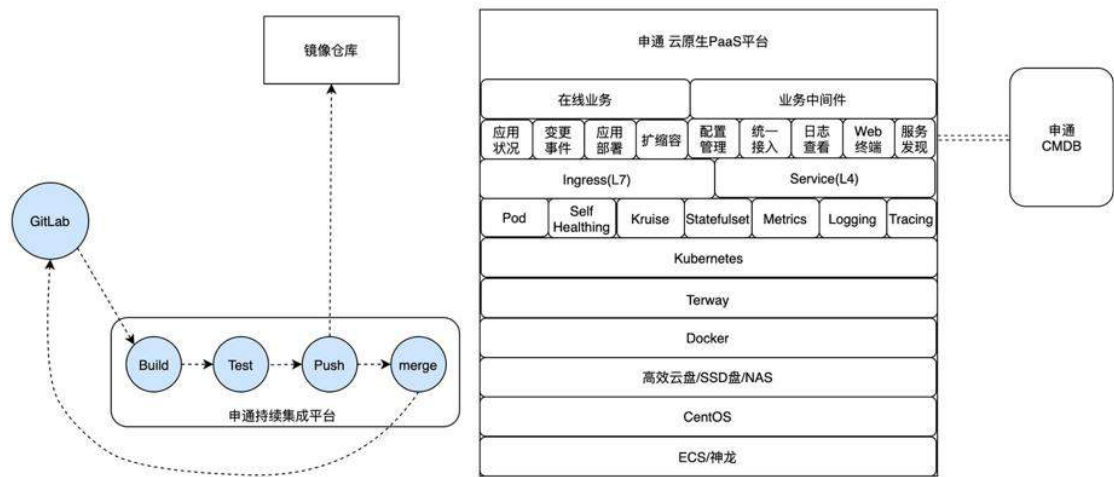 镜像仓库
GitLab
Build
Test
Push
merge
申通持续集成平台
申通 云原生PaaS平台
在线业务
业务中间件
应用
状况
变更
事件
应用
部署
扩缩容
配置
管理
统一
接入
日志
查看
Web
终端
服务
发现
Ingress(L7)
Service(L4)
Pod
Self
Healthing
Kruise
Statefulset
Metrics
Logging
Tracing
Kubernetes
Terway
Docker
高效云盘/SSD盘/NAS
CentOS
ECS/神龙
申通
CMDB